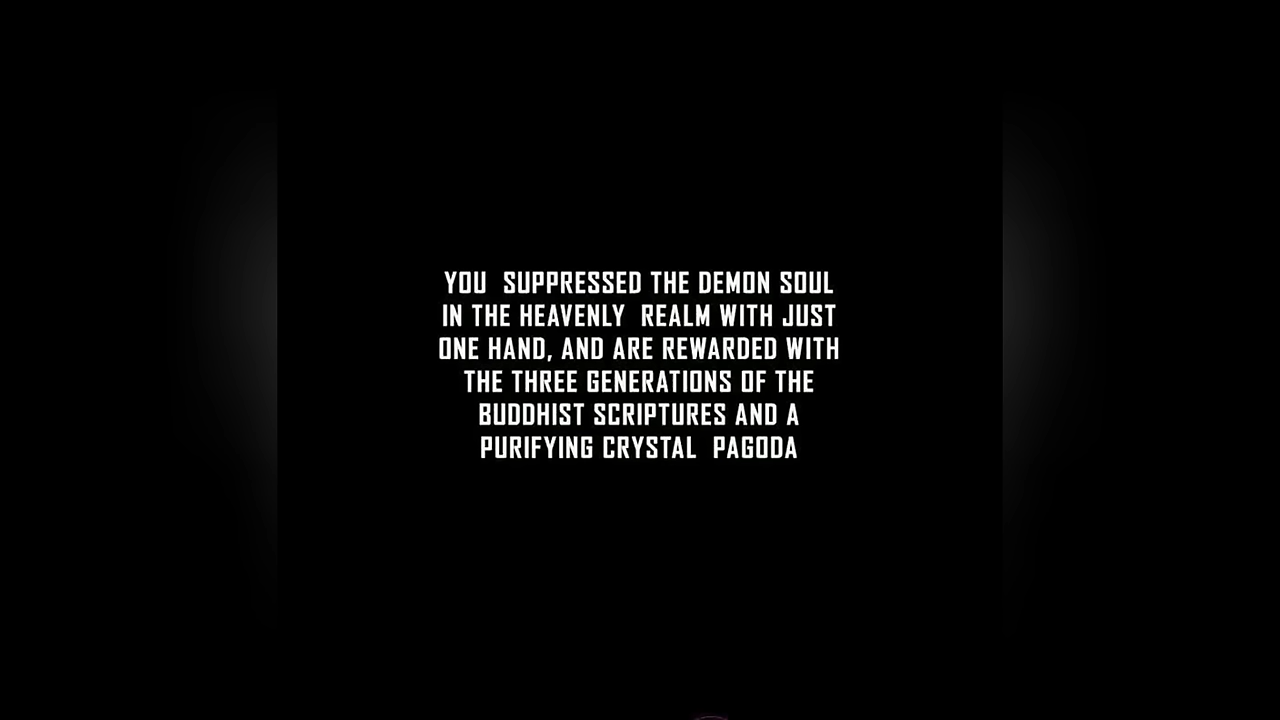 YOU  SUPPRESSED THE DEMON SOUL
IN THE HEAVENLY  REALM WITH JUST
ONE HAND, AND ARE REWARDED WITH
THE THREE GENERATIONS OF THE
BUDDHIST SCRIPTURES AND A
PURIFYING CRYSTAL  PAGODA